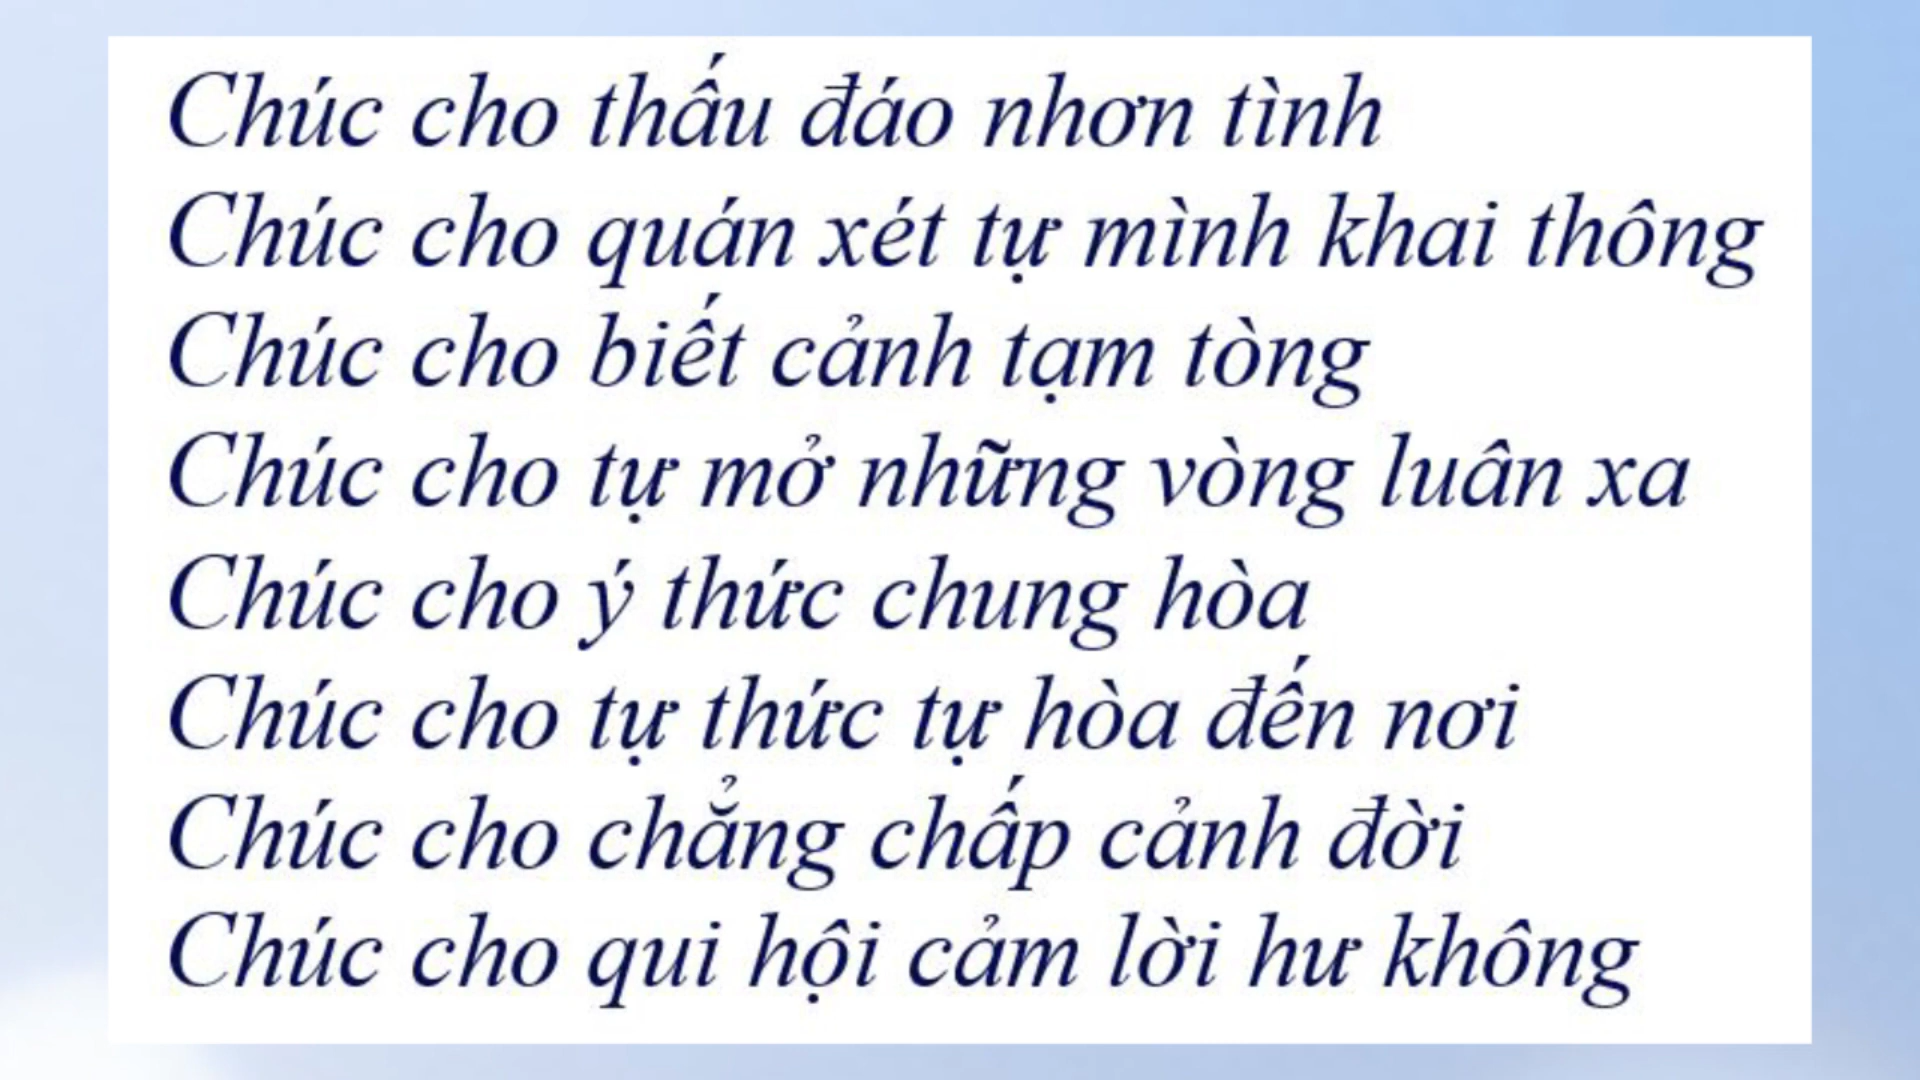 Chúc cho thấu đáo nhơn tình
Chúc cho quán xét tự mình khai thông
Chúc cho biết cảnh tạm tòng
Chúc cho tự mở những vòng luân xa
Chúc cho ý thức chung hòa
Chúc cho tự thức tự hòa đến nơi
Chúc cho chẳng chấp cảnh đời
Chúc cho qui hội cảm lời hư không